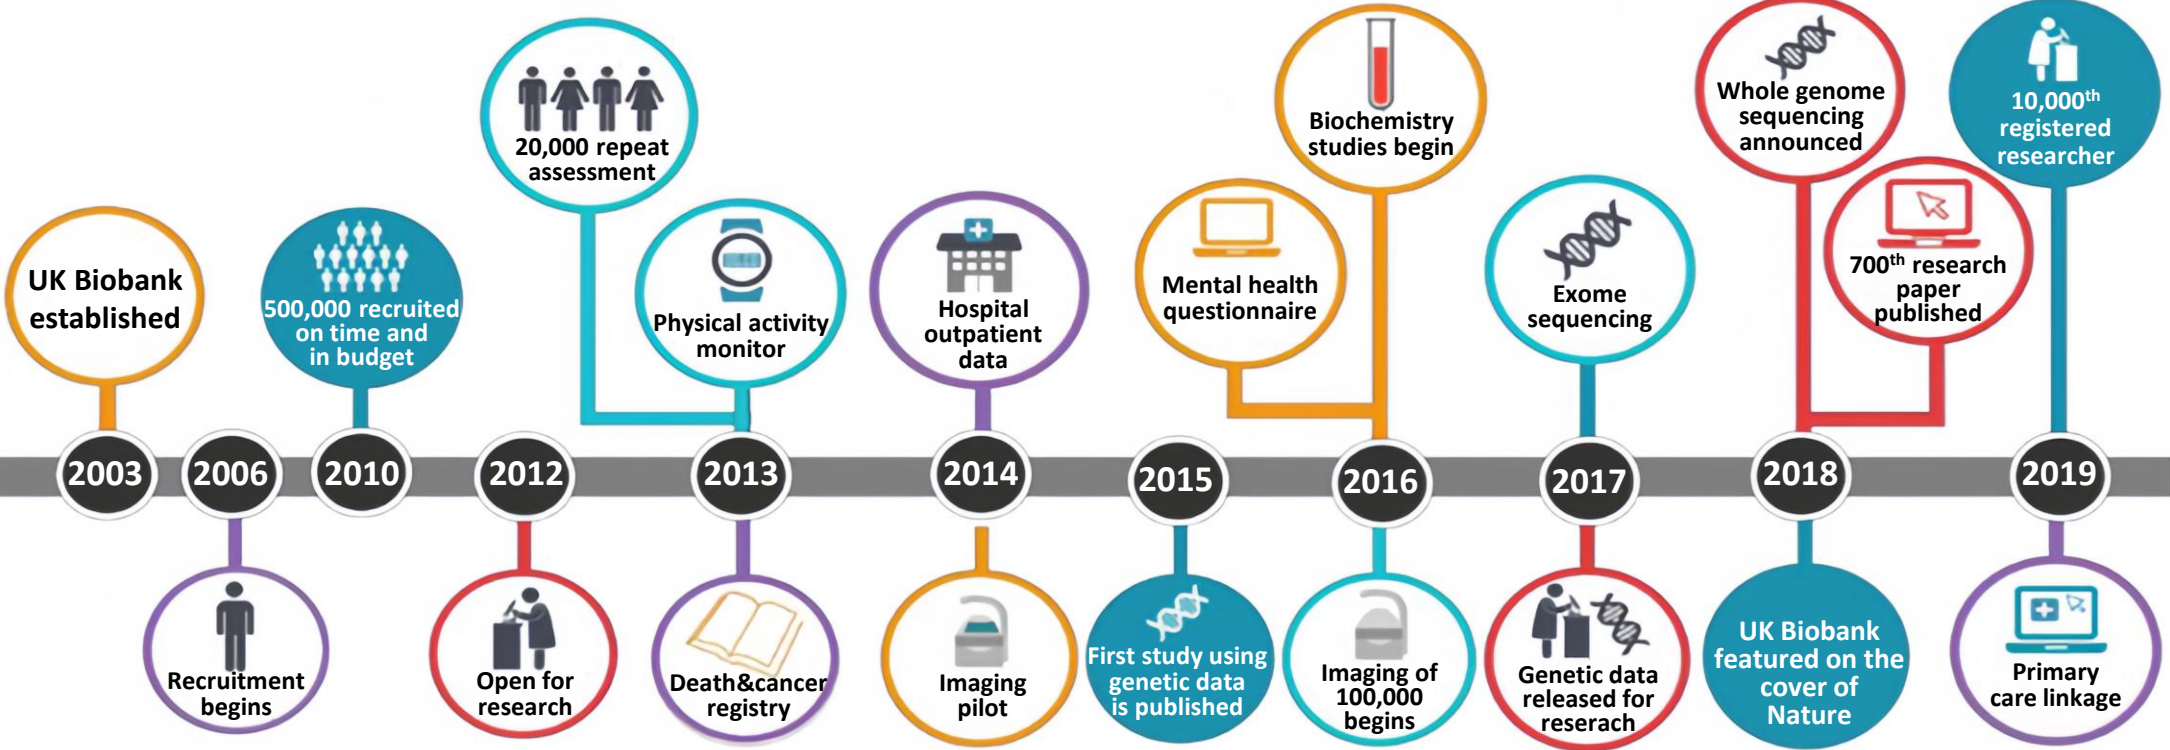 UK Biobank
established
500,000 recruited
on time and
in budget
20,000 repeat
assessment
Physical activity
monitor
Hospital
outpatient
data
Mental health
questionnaire
Biochemistry
studies begin
Exome
sequencing
Whole genome
sequencing
announced
700th research
paper
published
10,000th
registered
researcher
2003
2006
2010
2012
2013
2014
2015
2016
2017
2018
2019
Recruitment
begins
Open for
research
Death&cancer
registry
Imaging
pilot
First study using
genetic data
is published
Imaging of
100,000
begins
Genetic data
released for
reserach
UK Biobank
featured on the
cover of
Nature
Primary
care linkage